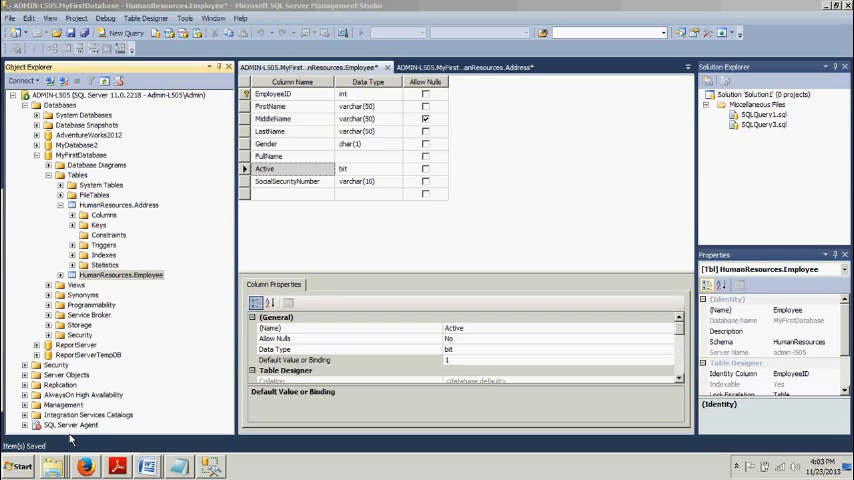 ADMIN-L505.MyFirstDatabase - HumanResources.Employee* - Microsoft SQL Server Management Studio
File Edit View Project Debug Table Designer Tools Window Help
New Query
Object Explorer
Connect
ADMIN-L505 (SQL Server 11.0.2218 - Admin-L505\Admin)
Databases
System Databases
Database Snapshots
AdventureWorks2012
MyDatabase2
MyFirstDatabase
Database Diagrams
Tables
System Tables
FileTables
HumanResources.Address
Columns
Keys
Constraints
Triggers
Indexes
Statistics
HumanResources.Employee
Views
Synonyms
Programmability
Service Broker
Storage
Security
ReportServer
ReportServerTempDB
Security
Server Objects
Replication
AlwaysOn High Availability
Management
Integration Services Catalogs
SQL Server Agent
ADMIN-L505.MyFirst...nResources.Employee* ADMIN-L505.MyFirst...anResources.Address*
Column Name Data Type Allow Nulls
EmployeeID int
FirstName varchar(50)
MiddleName varchar(50)
LastName varchar(50)
Gender char(1)
FullName
Active bit
SocialSecurityNumber varchar(10)
Column Properties
(General)
(Name) Active
Allow Nulls No
Data Type bit
Default Value or Binding 1
Table Designer
Collation <database default>
Default Value or Binding
Solution Explorer
Solution 'Solution1' (0 projects)
Miscellaneous Files
SQLQuery1.sql
SQLQuery3.sql
Properties
[Tbl] HumanResources.Employee
(Identity)
(Name) Employee
Database Name MyFirstDatabase
Description
Schema HumanResources
Server Name admin-l505
Table Designer
Identity Column EmployeeID
Indexable Yes
Lock Escalation Table
(Identity)
Item(s) Saved
Start
4:03 PM
11/23/2013